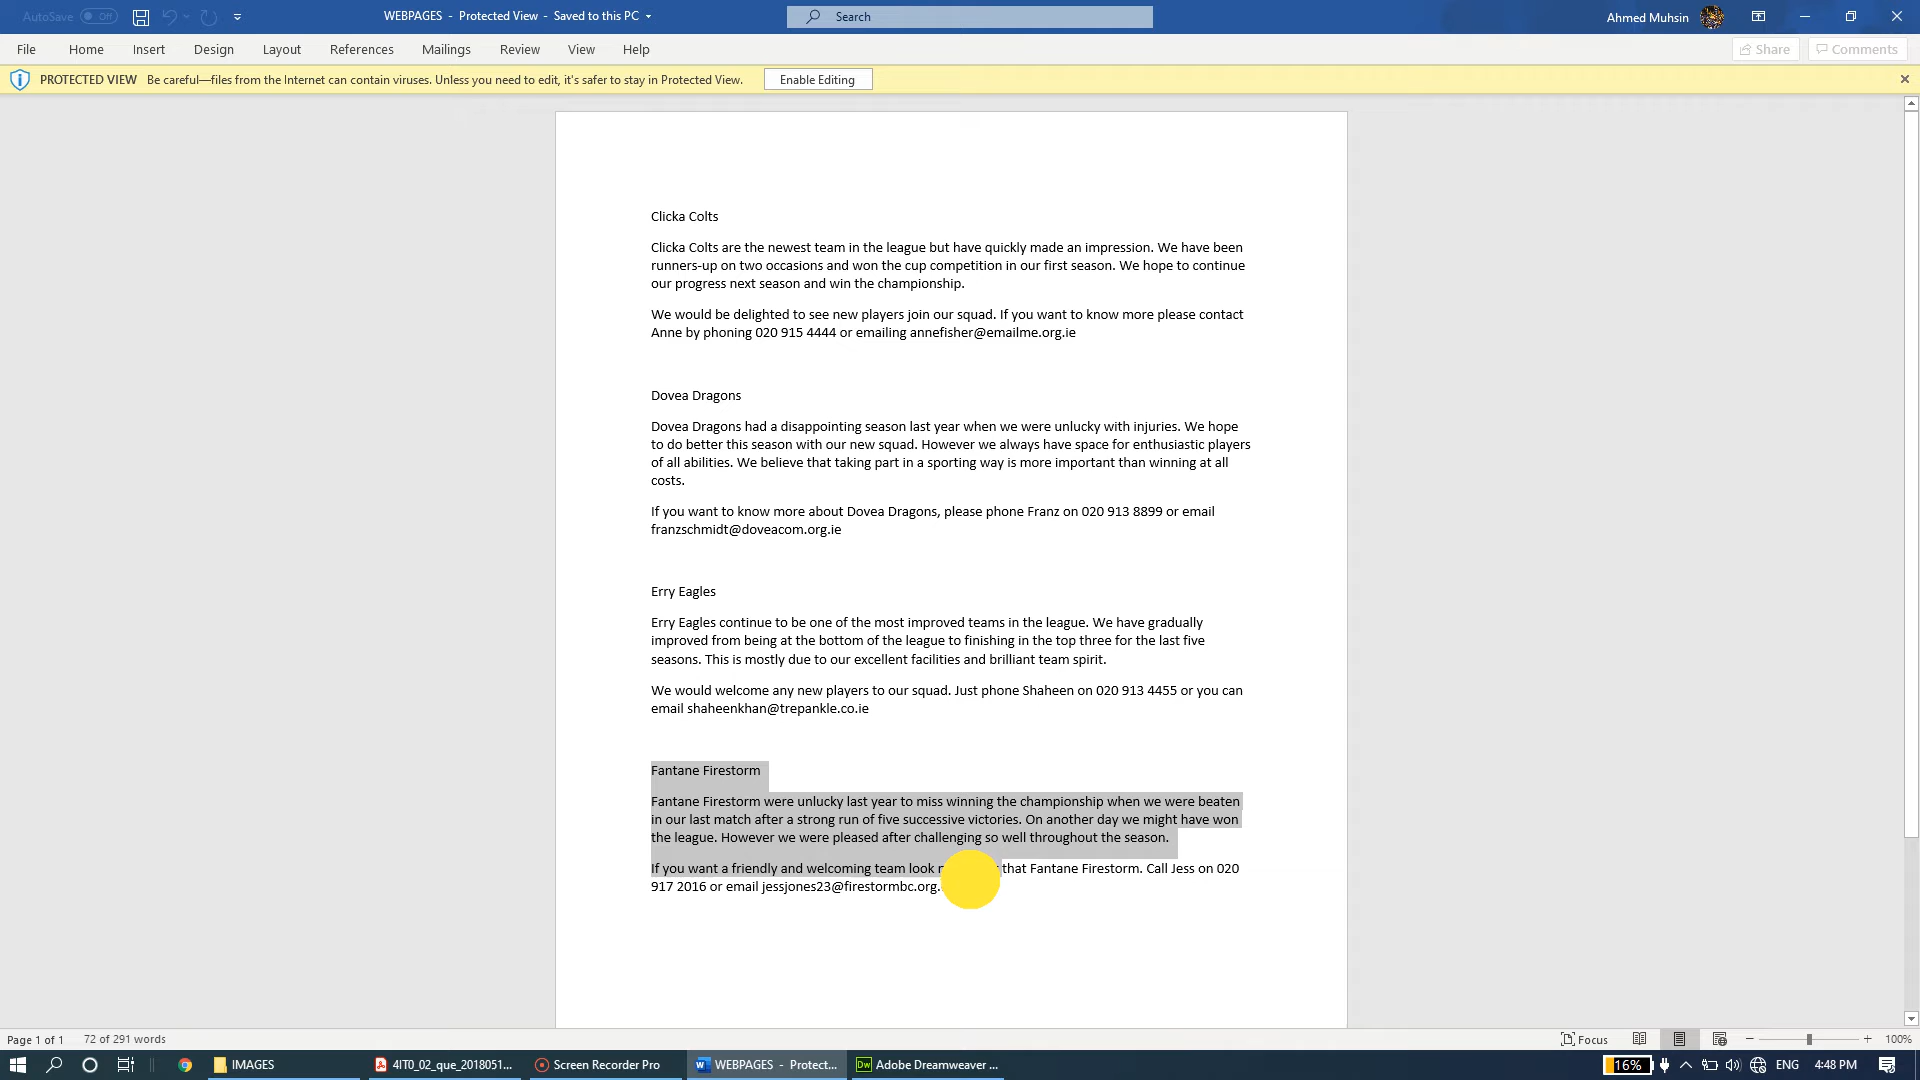 AutoSave Off WEBPAGES - Protected View - Saved to this PC Search Ahmed Muhsin
File Home Insert Design Layout References Mailings Review View Help Share Comments
PROTECTED VIEW Be careful—files from the Internet can contain viruses. Unless you need to edit, it's safer to stay in Protected View. Enable Editing
Clicka Colts
Clicka Colts are the newest team in the league but have quickly made an impression. We have been
runners-up on two occasions and won the cup competition in our first season. We hope to continue
our progress next season and win the championship.
We would be delighted to see new players join our squad. If you want to know more please contact
Anne by phoning 020 915 4444 or emailing annefisher@emailme.org.ie
Dovea Dragons
Dovea Dragons had a disappointing season last year when we were unlucky with injuries. We hope
to do better this season with our new squad. However we always have space for enthusiastic players
of all abilities. We believe that taking part in a sporting way is more important than winning at all
costs.
If you want to know more about Dovea Dragons, please phone Franz on 020 913 8899 or email
franzschmidt@doveacom.org.ie
Erry Eagles
Erry Eagles continue to be one of the most improved teams in the league. We have gradually
improved from being at the bottom of the league to finishing in the top three for the last five
seasons. This is mostly due to our excellent facilities and brilliant team spirit.
We would welcome any new players to our squad. Just phone Shaheen on 020 913 4455 or you can
email shaheenkhan@trepankle.co.ie
Fantane Firestorm
Fantane Firestorm were unlucky last year to miss winning the championship when we were beaten
in our last match after a strong run of five successive victories. On another day we might have won
the league. However we were pleased after challenging so well throughout the season.
If you want a friendly and welcoming team look that Fantane Firestorm. Call Jess on 020
917 2016 or email jessjones23@firestormbc.org.
Page 1 of 1 72 of 291 words Focus 100%
IMAGES 4IT0_02_que_2018051... Screen Recorder Pro WEBPAGES - Protect... Adobe Dreamweaver ... 16% ENG 4:48 PM